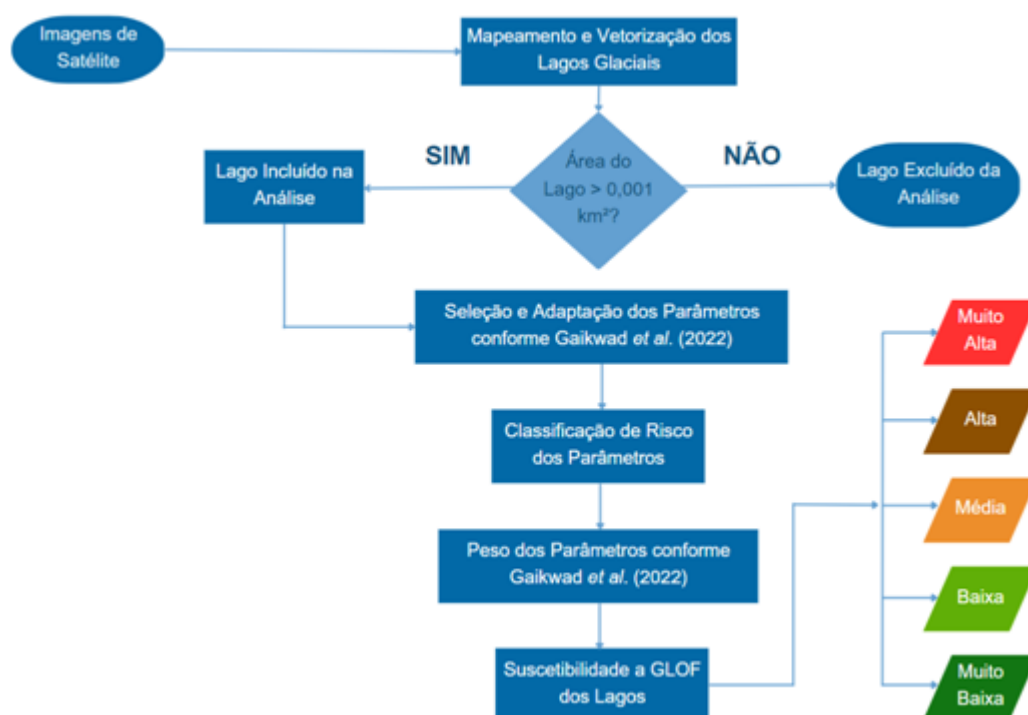 Imagens de
Satélite
Mapeamento e Vetorização dos
Lagos Glaciais
SIM
NÃO
Área do
Lago > 0,001
km²?
Lago Incluído na
Análise
Lago Excluído da
Análise
Seleção e Adaptação dos Parâmetros
conforme Gaikwad et al. (2022)
Classificação de Risco
dos Parâmetros
Peso dos Parâmetros conforme
Gaikwad et al. (2022)
Suscetibilidade a GLOF
dos Lagos
Muito
Alta
Alta
Média
Baixa
Muito
Baixa